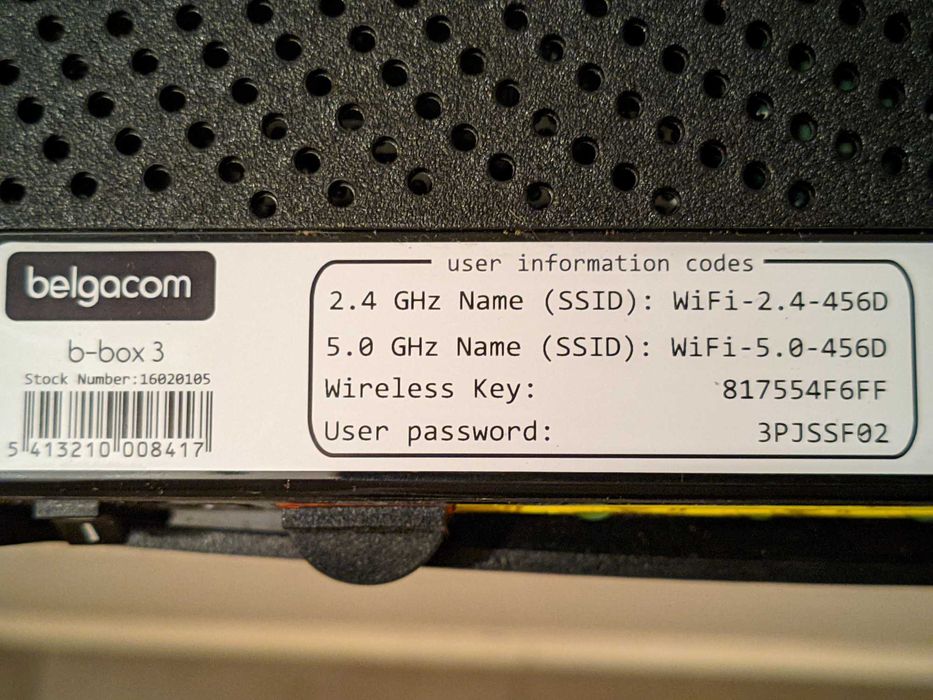 belgacom
b-box 3
Stock Number:16020105
5 413210 008417
user information codes
2.4 GHz Name (SSID): WiFi-2.4-456D
5.0 GHz Name (SSID): WiFi-5.0-456D
Wireless Key: 817554F6FF
User password: 3PJSSF02